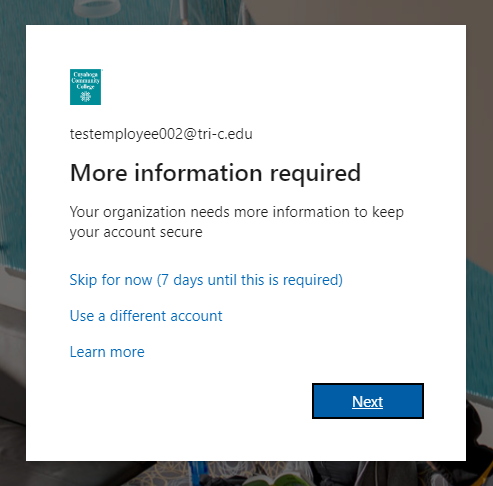 Cuyahoga
Community
College
testemployee002@tri-c.edu
More information required
Your organization needs more information to keep
your account secure
Skip for now (7 days until this is required)
Use a different account
Learn more
Next